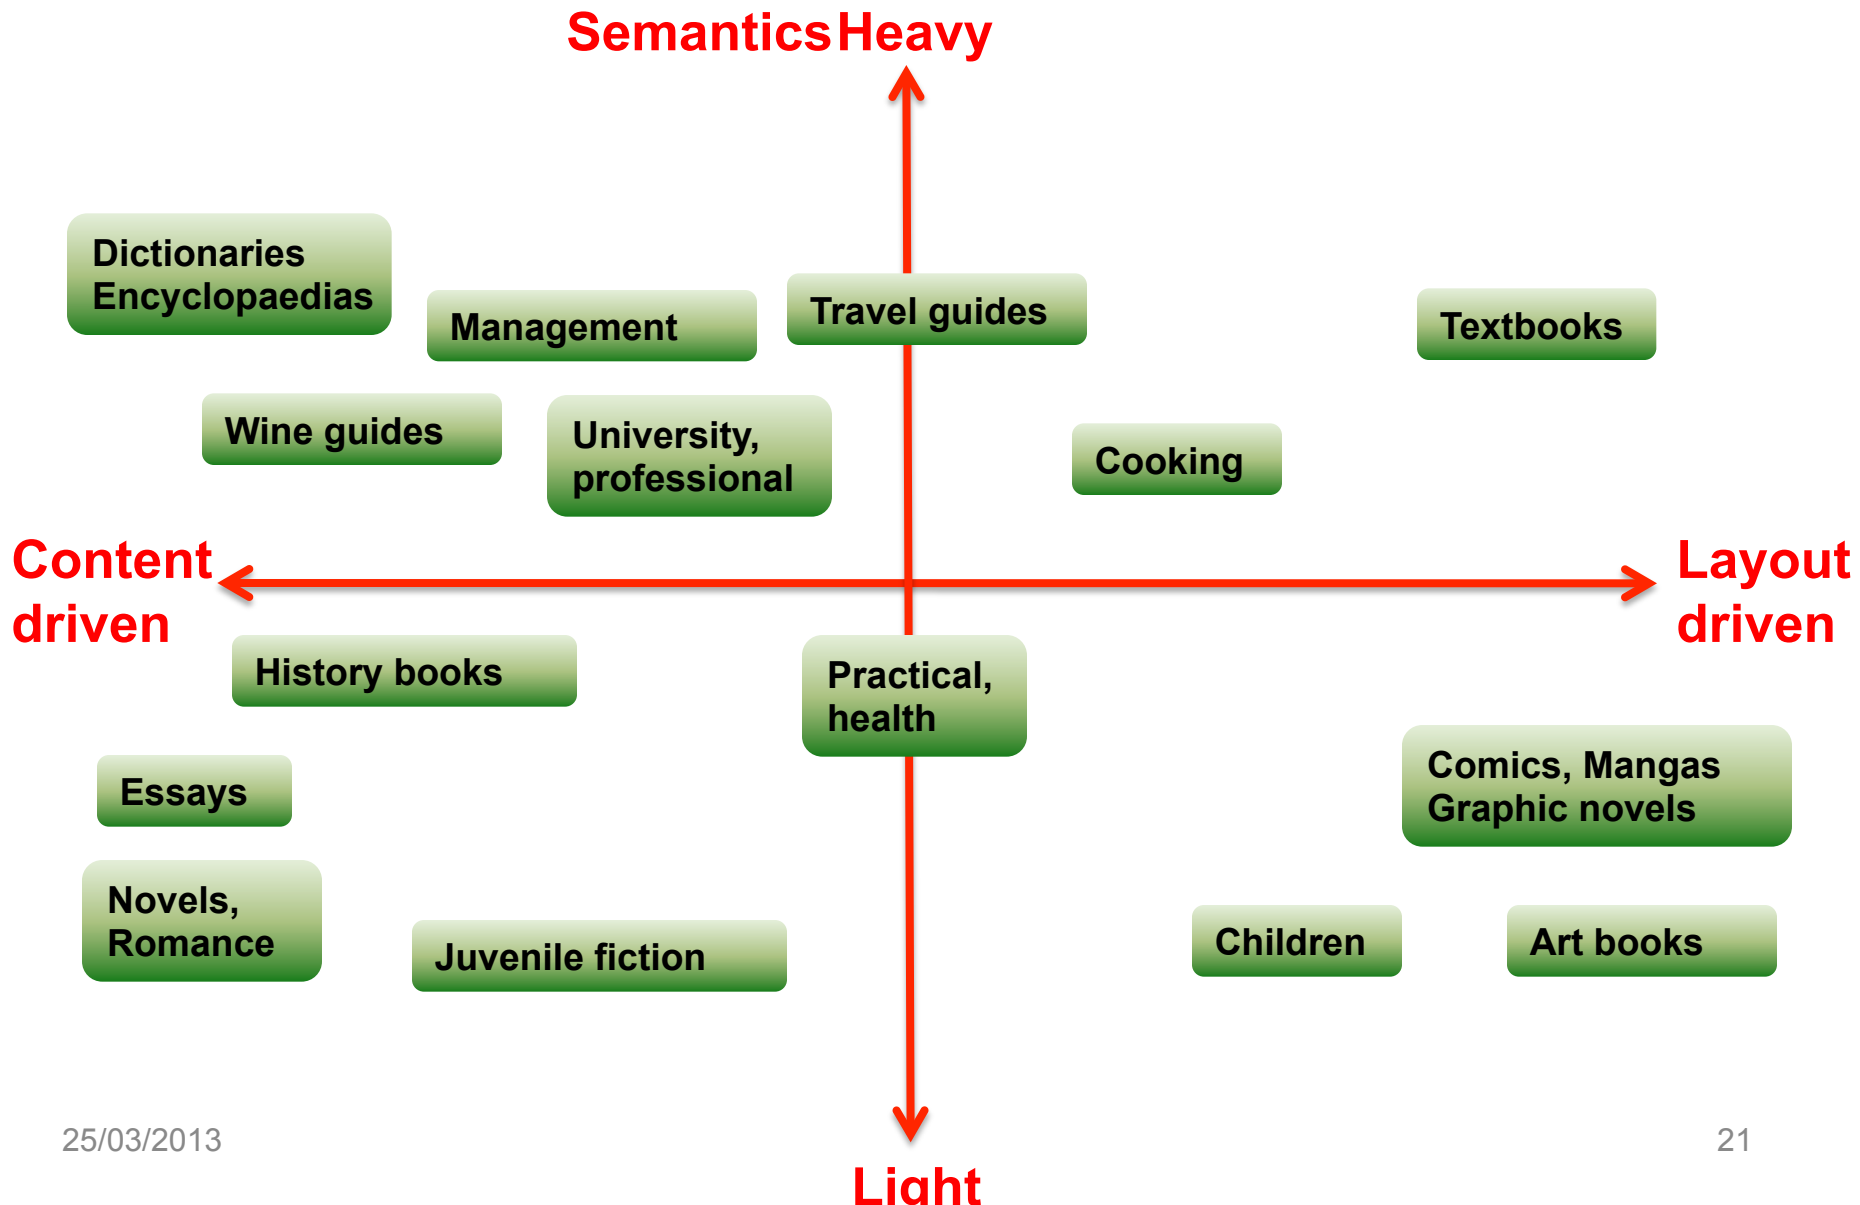 Semantics Heavy
Dictionaries
Encyclopaedias
Management
Travel guides
Textbooks
Wine guides
University,
professional
Cooking
Content
driven
Layout
driven
History books
Practical,
health
Essays
Comics, Mangas
Graphic novels
Novels,
Romance
Juvenile fiction
Children
Art books
25/03/2013
21
Light